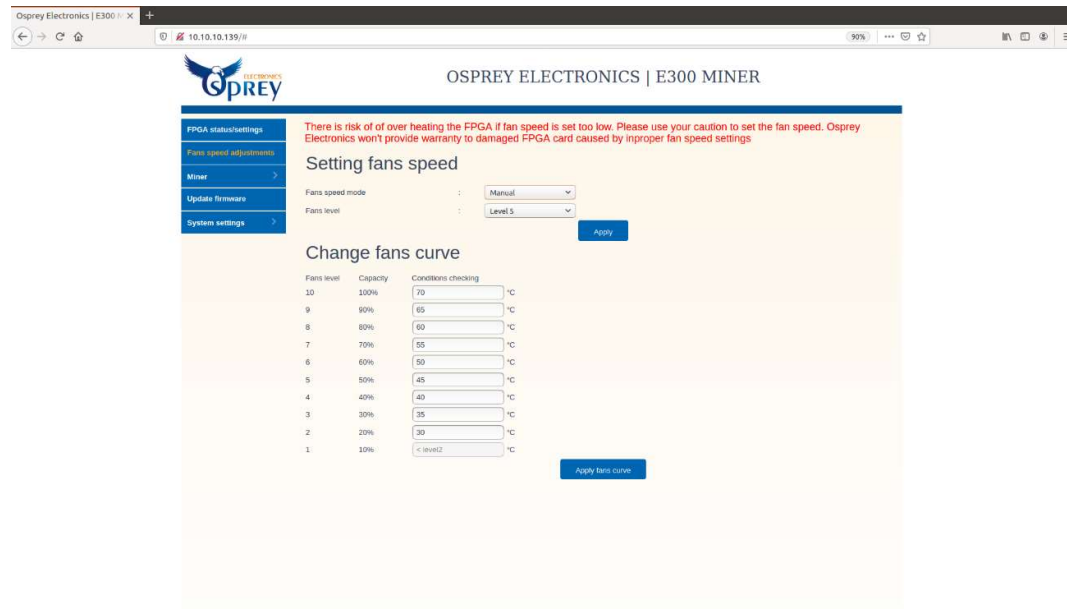 Osprey Electronics | E300 M
10.10.10.139/#
90%
ELECTRONICS
OSPREY
OSPREY ELECTRONICS | E300 MINER
FPGA status/settings
Fans speed adjustments
Miner
Update firmware
System settings
There is risk of of over heating the FPGA if fan speed is set too low. Please use your caution to set the fan speed. Osprey
Electronics won't provide warranty to damaged FPGA card caused by inproper fan speed settings
Setting fans speed
Fans speed mode : Manual
Fans level : Level 5
Apply
Change fans curve
Fans level Capacity Conditions checking
10 100% 70 °C
9 90% 65 °C
8 80% 60 °C
7 70% 55 °C
6 60% 50 °C
5 50% 45 °C
4 40% 40 °C
3 30% 35 °C
2 20% 30 °C
1 10% < level2 °C
Apply fans curve